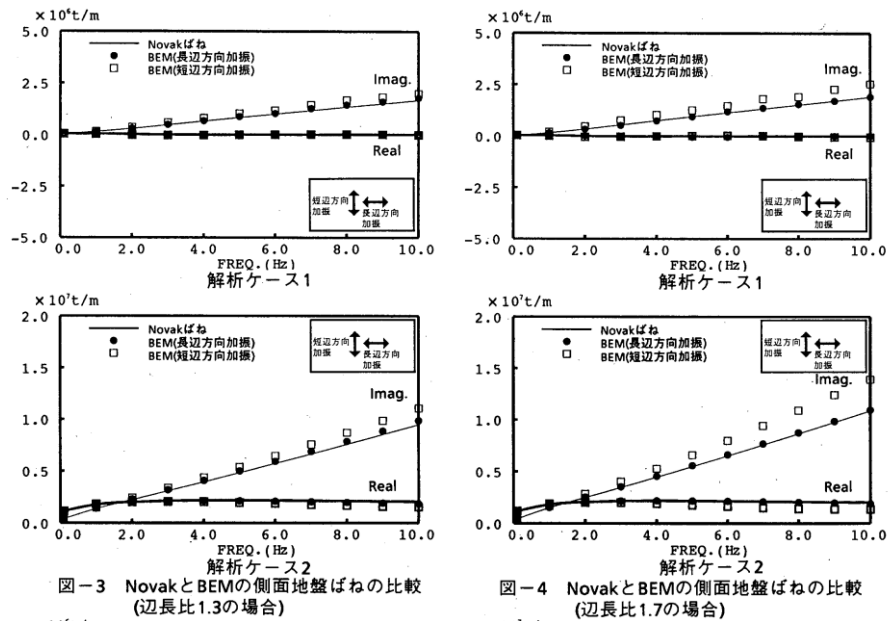 ×10⁶t/m
5.0
2.5
0.0
−2.5
−5.0
Novakばね
BEM(長辺方向加振)
BEM(短辺方向加振)
Imag.
Real
短辺方向
加振
長辺方向
加振
0.0 2.0 4.0 6.0 8.0 10.0
FREQ.(Hz)
解析ケース1
×10⁶t/m
5.0
2.5
0.0
−2.5
−5.0
Novakばね
BEM(長辺方向加振)
BEM(短辺方向加振)
Imag.
Real
短辺方向
加振
長辺方向
加振
0.0 2.0 4.0 6.0 8.0 10.0
FREQ.(Hz)
解析ケース1
×10⁷t/m
2.0
1.5
1.0
0.5
0.0
Novakばね
BEM(長辺方向加振)
BEM(短辺方向加振)
短辺方向
加振
長辺方向
加振
Imag.
Real
0.0 2.0 4.0 6.0 8.0 10.0
FREQ.(Hz)
解析ケース2
図−3 NovakとBEMの側面地盤ばねの比較
(辺長比1.3の場合)
×10⁷t/m
2.0
1.5
1.0
0.5
0.0
Novakばね
BEM(長辺方向加振)
BEM(短辺方向加振)
短辺方向
加振
長辺方向
加振
Imag.
Real
0.0 2.0 4.0 6.0 8.0 10.0
FREQ.(Hz)
解析ケース2
図−4 NovakとBEMの側面地盤ばねの比較
(辺長比1.7の場合)